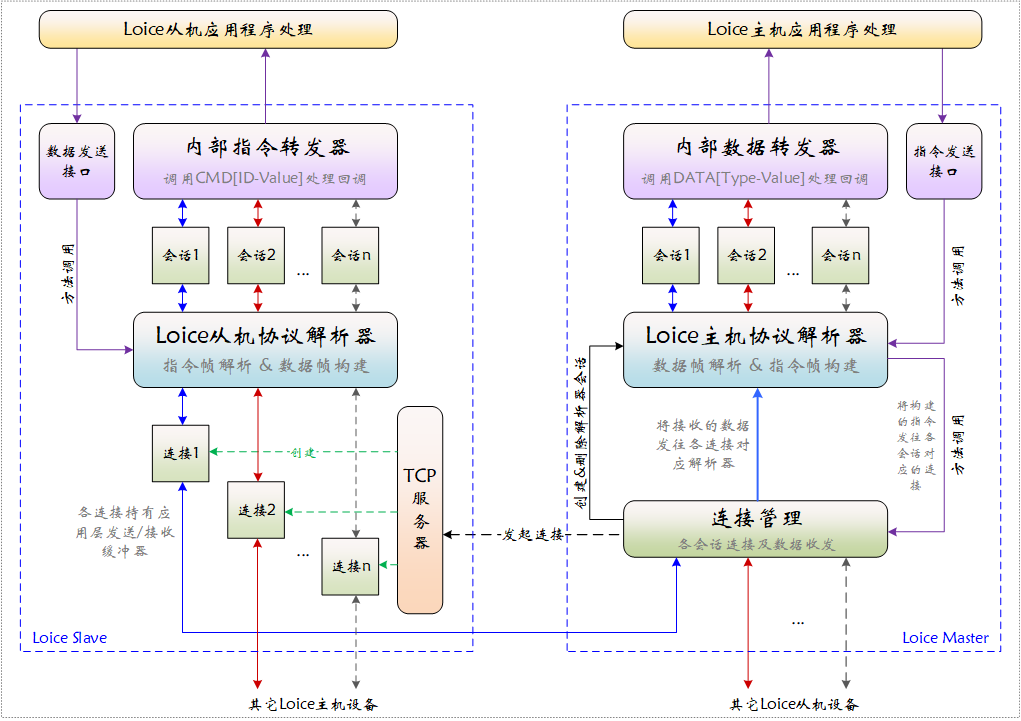 Loice从机应用程序处理
Loice主机应用程序处理
数据发送
接口
内部指令转发器
调用CMD[ID-Value]处理回调
内部数据转发器
调用DATA[Type-Value]处理回调
指令发送
接口
方法调用
会话1
会话2
...
会话n
会话1
会话2
...
会话n
方法调用
Loice从机协议解析器
指令帧解析 & 数据帧构建
Loice主机协议解析器
数据帧解析 & 指令帧构建
连接1
创建
TCP
服
务
器
连接2
各连接持有应
用层发送/接收
缓冲器
...
连接n
发起连接
创建&删除解析器会话
将接收的数据
发往各连接对
应解析器
将构建
的指令
发往各
会话对
应的连
接
方法调用
连接管理
各会话连接及数据收发
...
Loice Slave
Loice Master
其它Loice主机设备
其它Loice从机设备